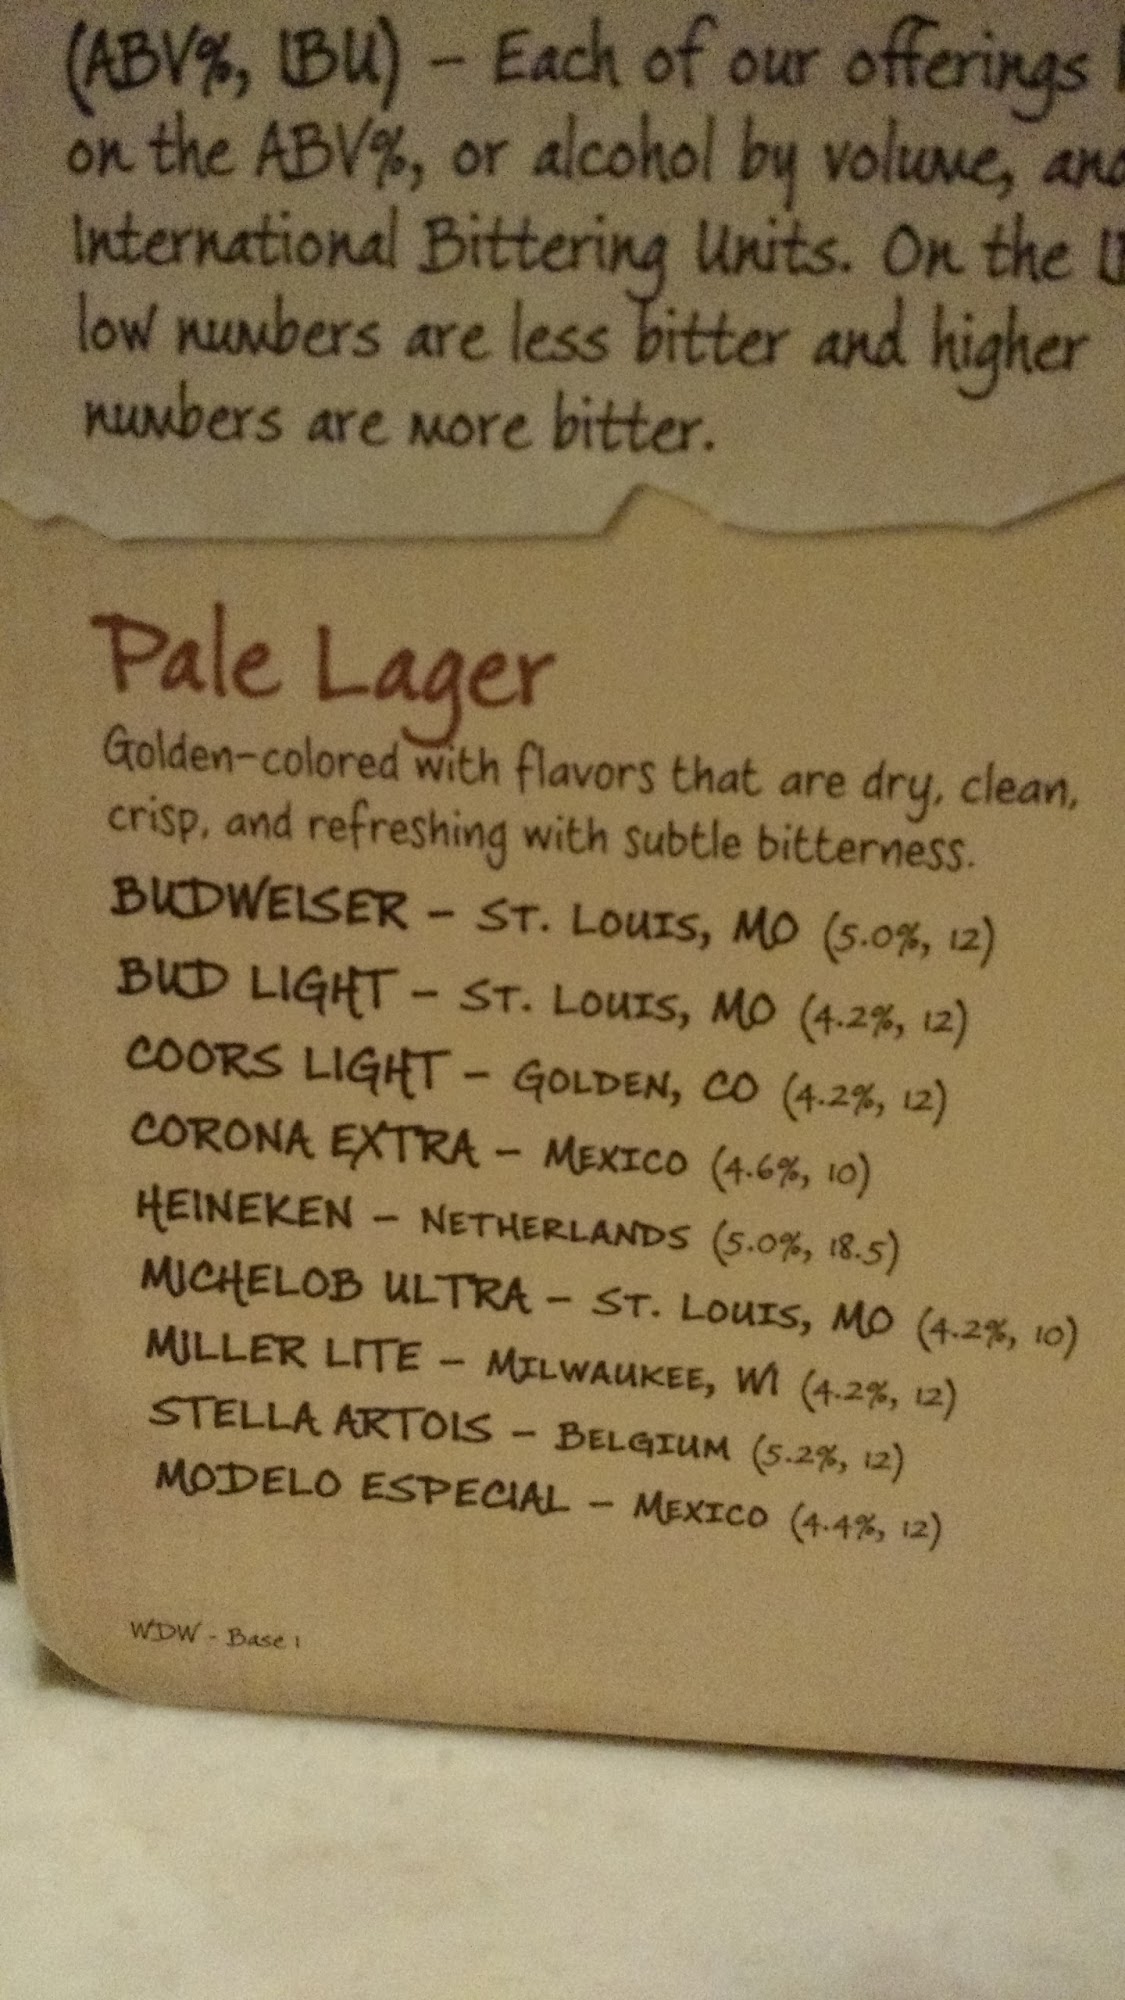 (ABV%, IBU) – Each of our offerings
on the ABV%, or alcohol by volume, and
International Bittering Units. On the
low numbers are less bitter and higher
numbers are more bitter.
Pale Lager
Golden-colored with flavors that are dry, clean,
crisp, and refreshing with subtle bitterness.
BUDWEISER – ST. LOUIS, MO (5.0%, 12)
BUD LIGHT – ST. LOUIS, MO (4.2%, 12)
COORS LIGHT – GOLDEN, CO (4.2%, 12)
CORONA EXTRA – MEXICO (4.6%, 10)
HEINEKEN – NETHERLANDS (5.0%, 18.5)
MICHELOB ULTRA – ST. LOUIS, MO (4.2%, 10)
MILLER LITE – MILWAUKEE, WI (4.2%, 12)
STELLA ARTOIS – BELGIUM (5.2%, 12)
MODELO ESPECIAL – MEXICO (4.4%, 12)
WDW - Base 1